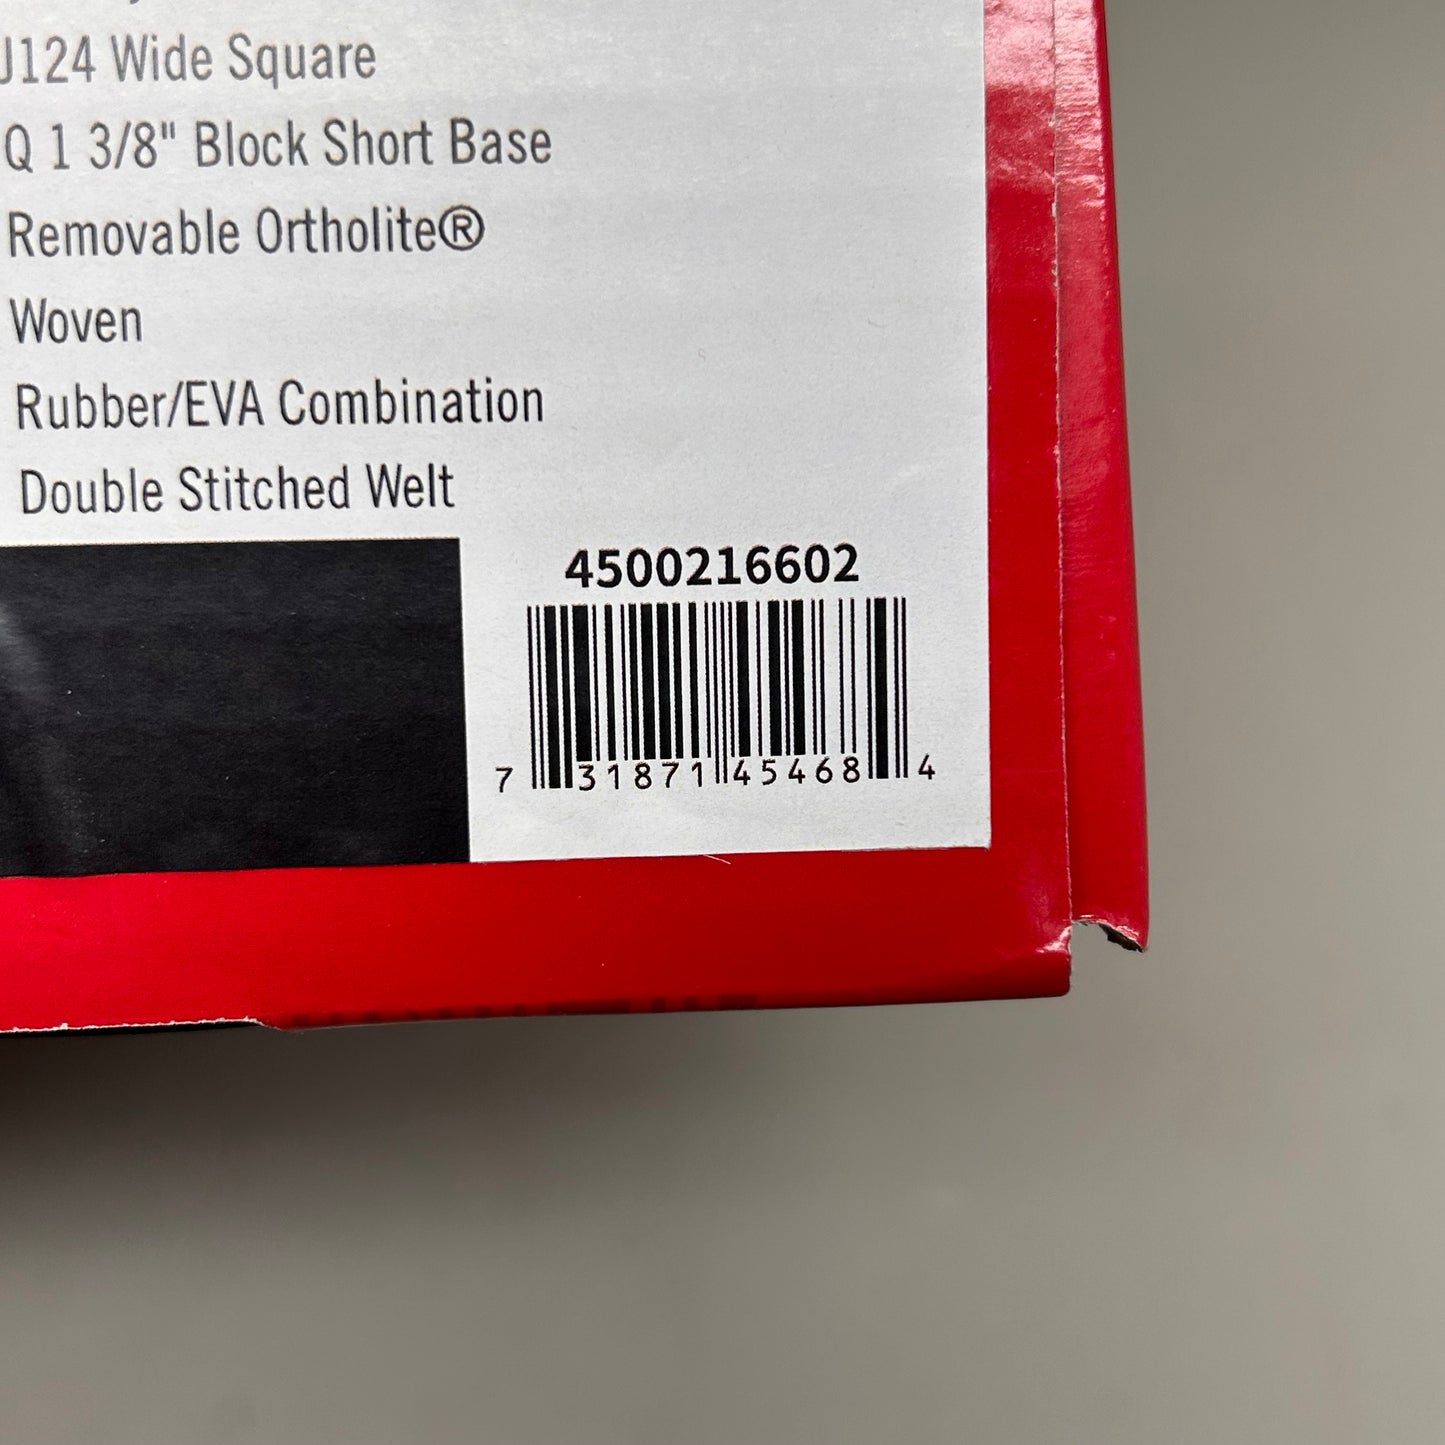 J124 Wide Square
Q 1 3/8" Block Short Base
Removable Ortholite®
Woven
Rubber/EVA Combination
Double Stitched Welt
4500216602
7 31871 45468 4